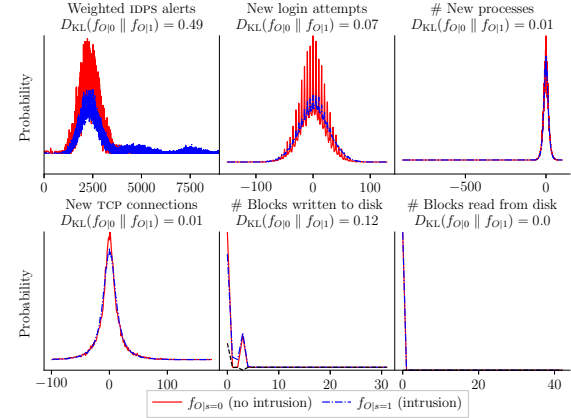 Weighted IDPS alerts
D_KL(f_O|0 ∥ f_O|1) = 0.49
New login attempts
D_KL(f_O|0 ∥ f_O|1) = 0.07
# New processes
D_KL(f_O|0 ∥ f_O|1) = 0.01
Probability
0 2500 5000 7500
−100 0 100
−500 0
New TCP connections
D_KL(f_O|0 ∥ f_O|1) = 0.01
# Blocks written to disk
D_KL(f_O|0 ∥ f_O|1) = 0.12
# Blocks read from disk
D_KL(f_O|0 ∥ f_O|1) = 0.0
Probability
−100 0 100
0 10 20 30
0 20 40
f_O|s=0 (no intrusion) f_O|s=1 (intrusion)